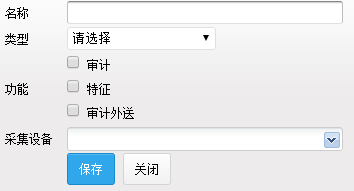 名称
类型 请选择
审计
功能 特征
审计外送
采集设备
保存 关闭